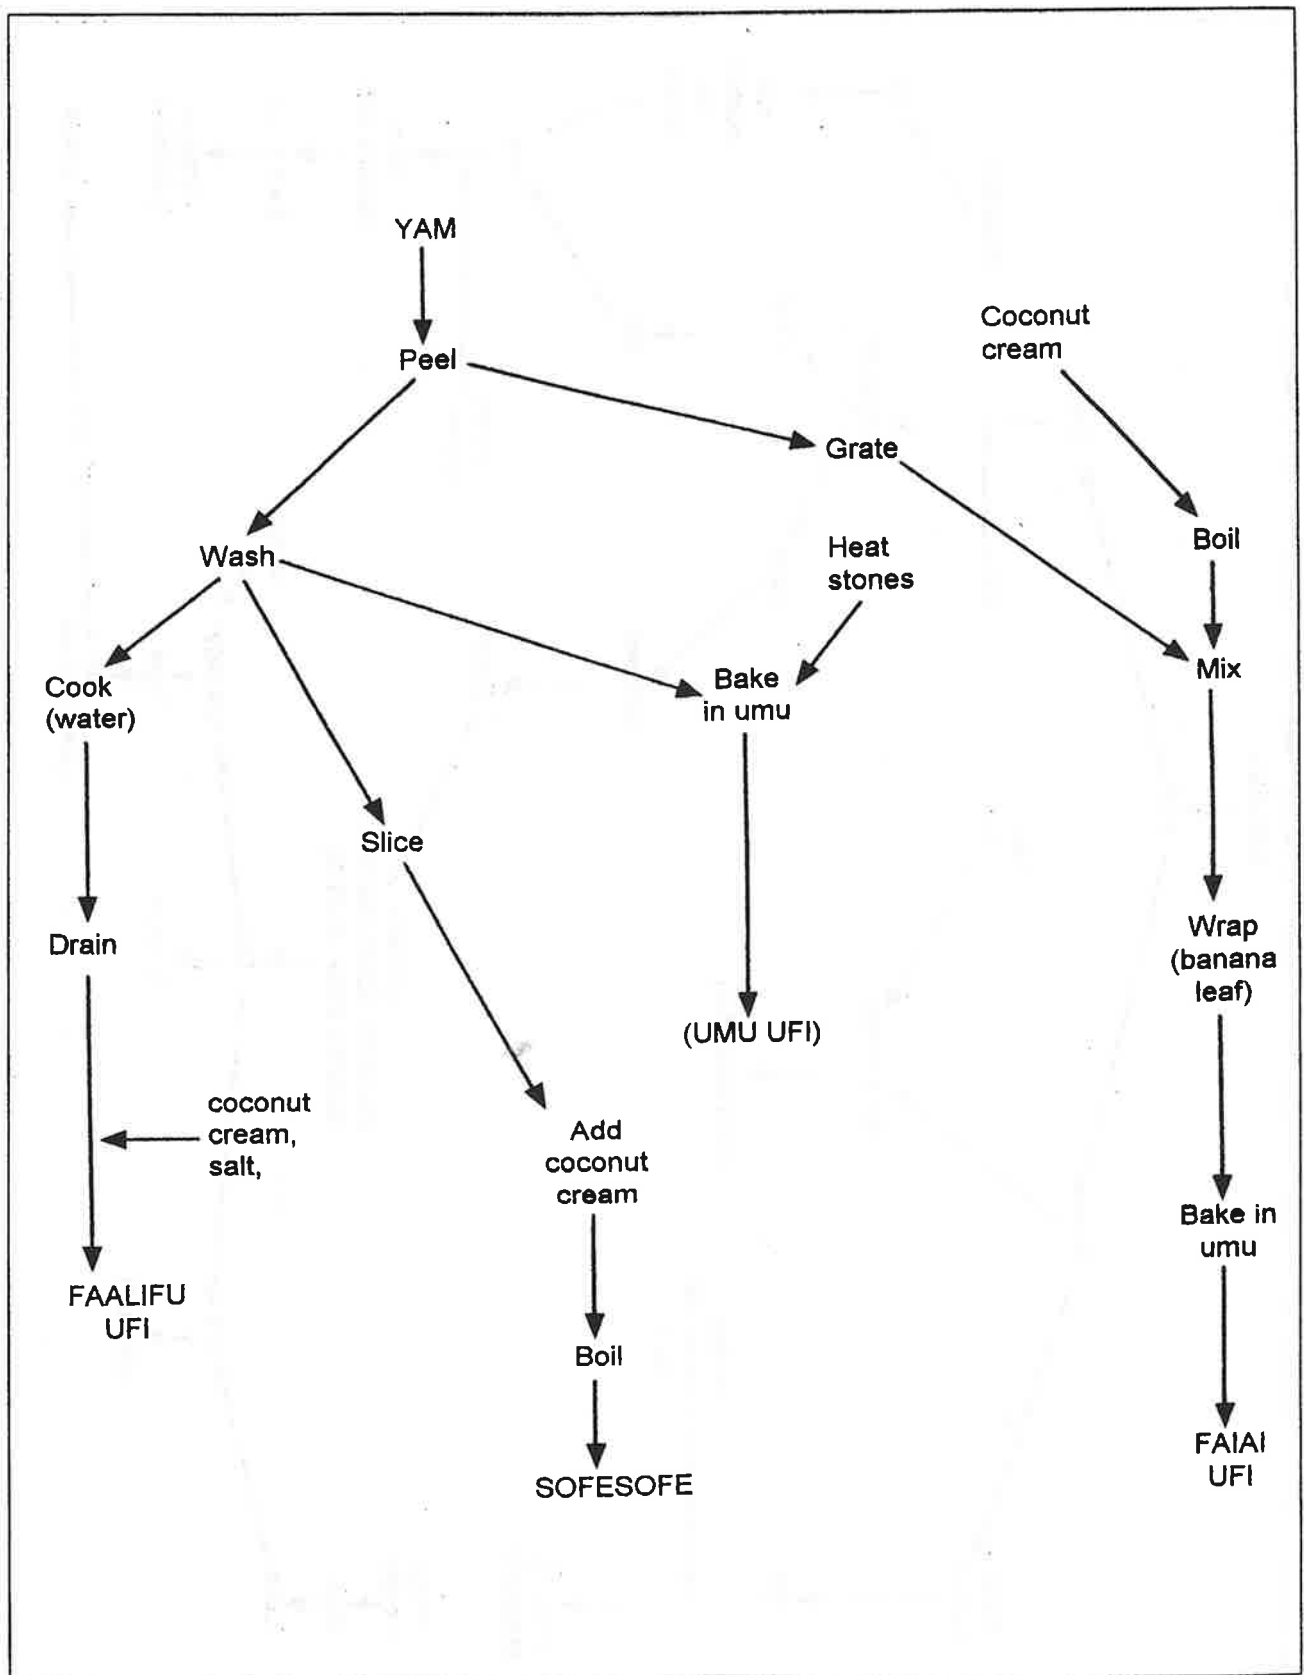 YAM
Coconut
cream
Peel
Grate
Boil
Heat
stones
Wash
Mix
Bake
in umu
Cook
(water)
Slice
Wrap
(banana
leaf)
Drain
(UMU UFI)
coconut
cream,
salt,
Add
coconut
cream
Bake in
umu
FAALIFU
UFI
Boil
FAIAI
UFI
SOFESOFE